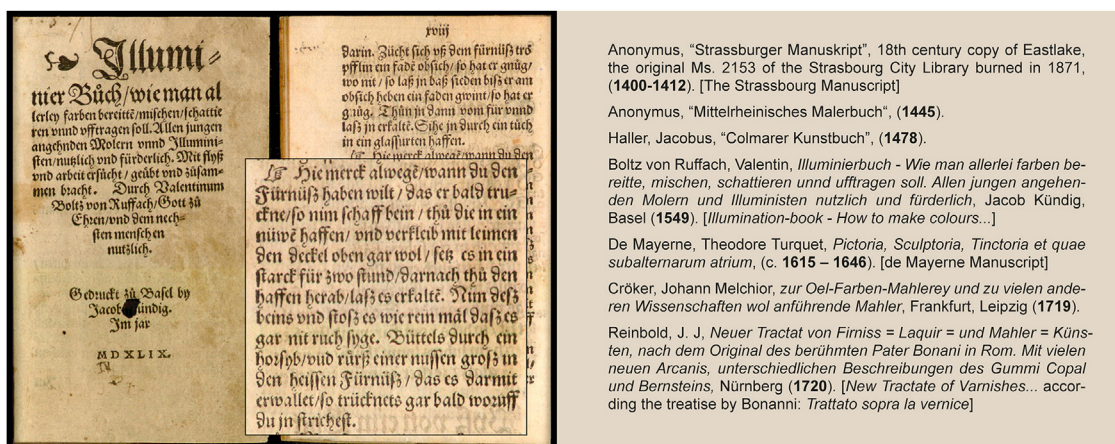 Illumi-
nier Bůch/wie man al
lerley farben bereittē/mischen/schattie
ren vnnd vfftragen soll. Allen jungen
angehnden Molern vnnd Illumini-
sten/nutzlich vnd fürderlich. Mit flyß
vnd arbeit ersůcht/geübt vnd zůsam-
men bracht. Durch Valentinum
Boltz von Ruffach/Gott zů
Ehren/vnd dem nech-
sten menschen
nutzlich.
Gedruckt zů Basel by
Jacob Kündig.
Im jar
MDXLIX.
xviij
darin. Zücht sich vß dem fürnüß trö
pfflin ein fadē obsich/so hat er gnůg/
wo nit/so laß in baß sieden biß er am
obsich heben ein faden gwint/so hat er
gnůg. Thůn jn dann vom für vnnd
laß jn erkaltē. Sihe jn durch ein tůch
in ein glassurten haffen.
Hie merck alwegē/wann du den
Hie merck alwegē/wann du den
Fürnüß haben wilt/das er bald tru-
ckne/so nim schaff bein/thů die in ein
nüwē haffen/vnd verkleib mit leimen
den deckel oben gar wol/setz es in ein
starck für zwo stund/darnach thů den
haffen herab/laß es erkaltē. Nim deß
beins vnd stoß es wie rein mäl daß es
gar nit ruch syge. Büttels durch ein
horsyb/vnd rürß einer nussen groß in
den heissen Fürnüß/das es darmit
erwallet/so trücknets gar bald woruff
du jn strichest.
Anonymus, “Strassburger Manuskript”, 18th century copy of Eastlake,
the original Ms. 2153 of the Strasbourg City Library burned in 1871,
(1400-1412). [The Strassbourg Manuscript]
Anonymus, “Mittelrheinisches Malerbuch“, (1445).
Haller, Jacobus, “Colmarer Kunstbuch”, (1478).
Boltz von Ruffach, Valentin, Illuminierbuch - Wie man allerlei farben be-
reitte, mischen, schattieren unnd ufftragen soll. Allen jungen angehen-
den Molern und Illuministen nutzlich und fürderlich, Jacob Kündig,
Basel (1549). [Illumination-book - How to make colours...]
De Mayerne, Theodore Turquet, Pictoria, Sculptoria, Tinctoria et quae
subalternarum atrium, (c. 1615 – 1646). [de Mayerne Manuscript]
Cröker, Johann Melchior, zur Oel-Farben-Mahlerey und zu vielen ande-
ren Wissenschaften wol anführende Mahler, Frankfurt, Leipzig (1719).
Reinbold, J. J, Neuer Tractat von Firniss = Laquir = und Mahler = Küns-
ten, nach dem Original des berühmten Pater Bonani in Rom. Mit vielen
neuen Arcanis, unterschiedlichen Beschreibungen des Gummi Copal
und Bernsteins, Nürnberg (1720). [New Tractate of Varnishes... accor-
ding the treatise by Bonanni: Trattato sopra la vernice]